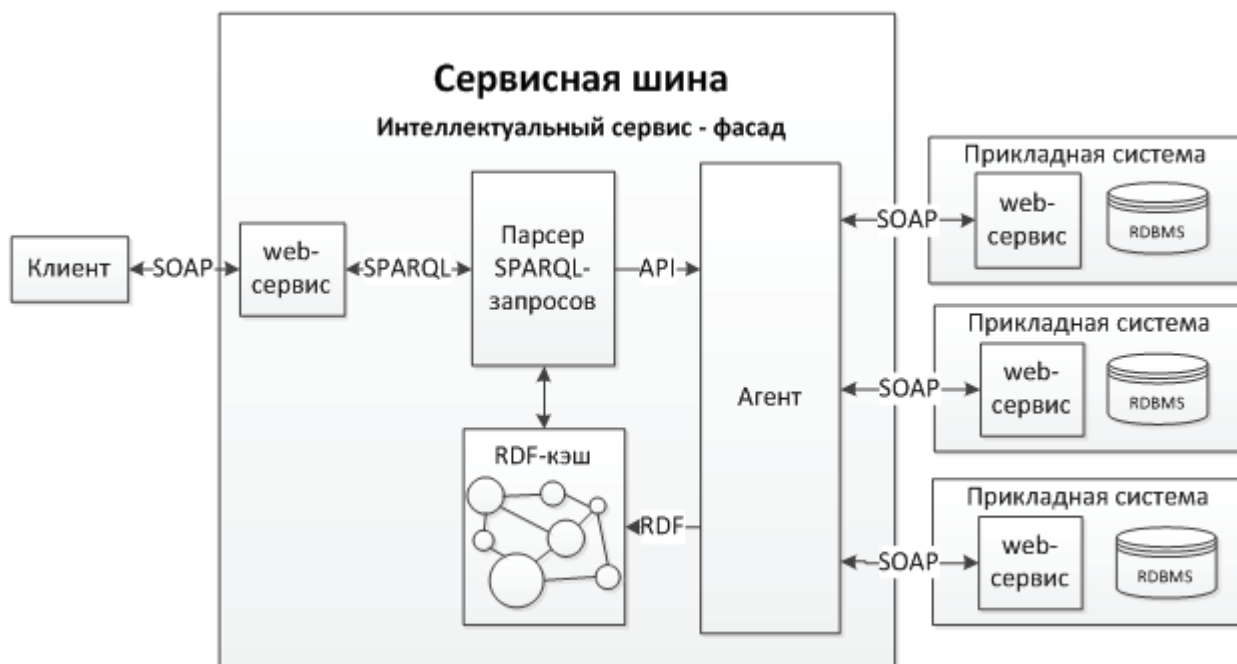 Сервисная шина
Интеллектуальный сервис - фасад
Клиент
SOAP
web-
сервис
SPARQL
Парсер
SPARQL-
запросов
API
Агент
RDF-кэш
RDF
SOAP
Прикладная система
web-
сервис
RDBMS
SOAP
Прикладная система
web-
сервис
RDBMS
SOAP
Прикладная система
web-
сервис
RDBMS